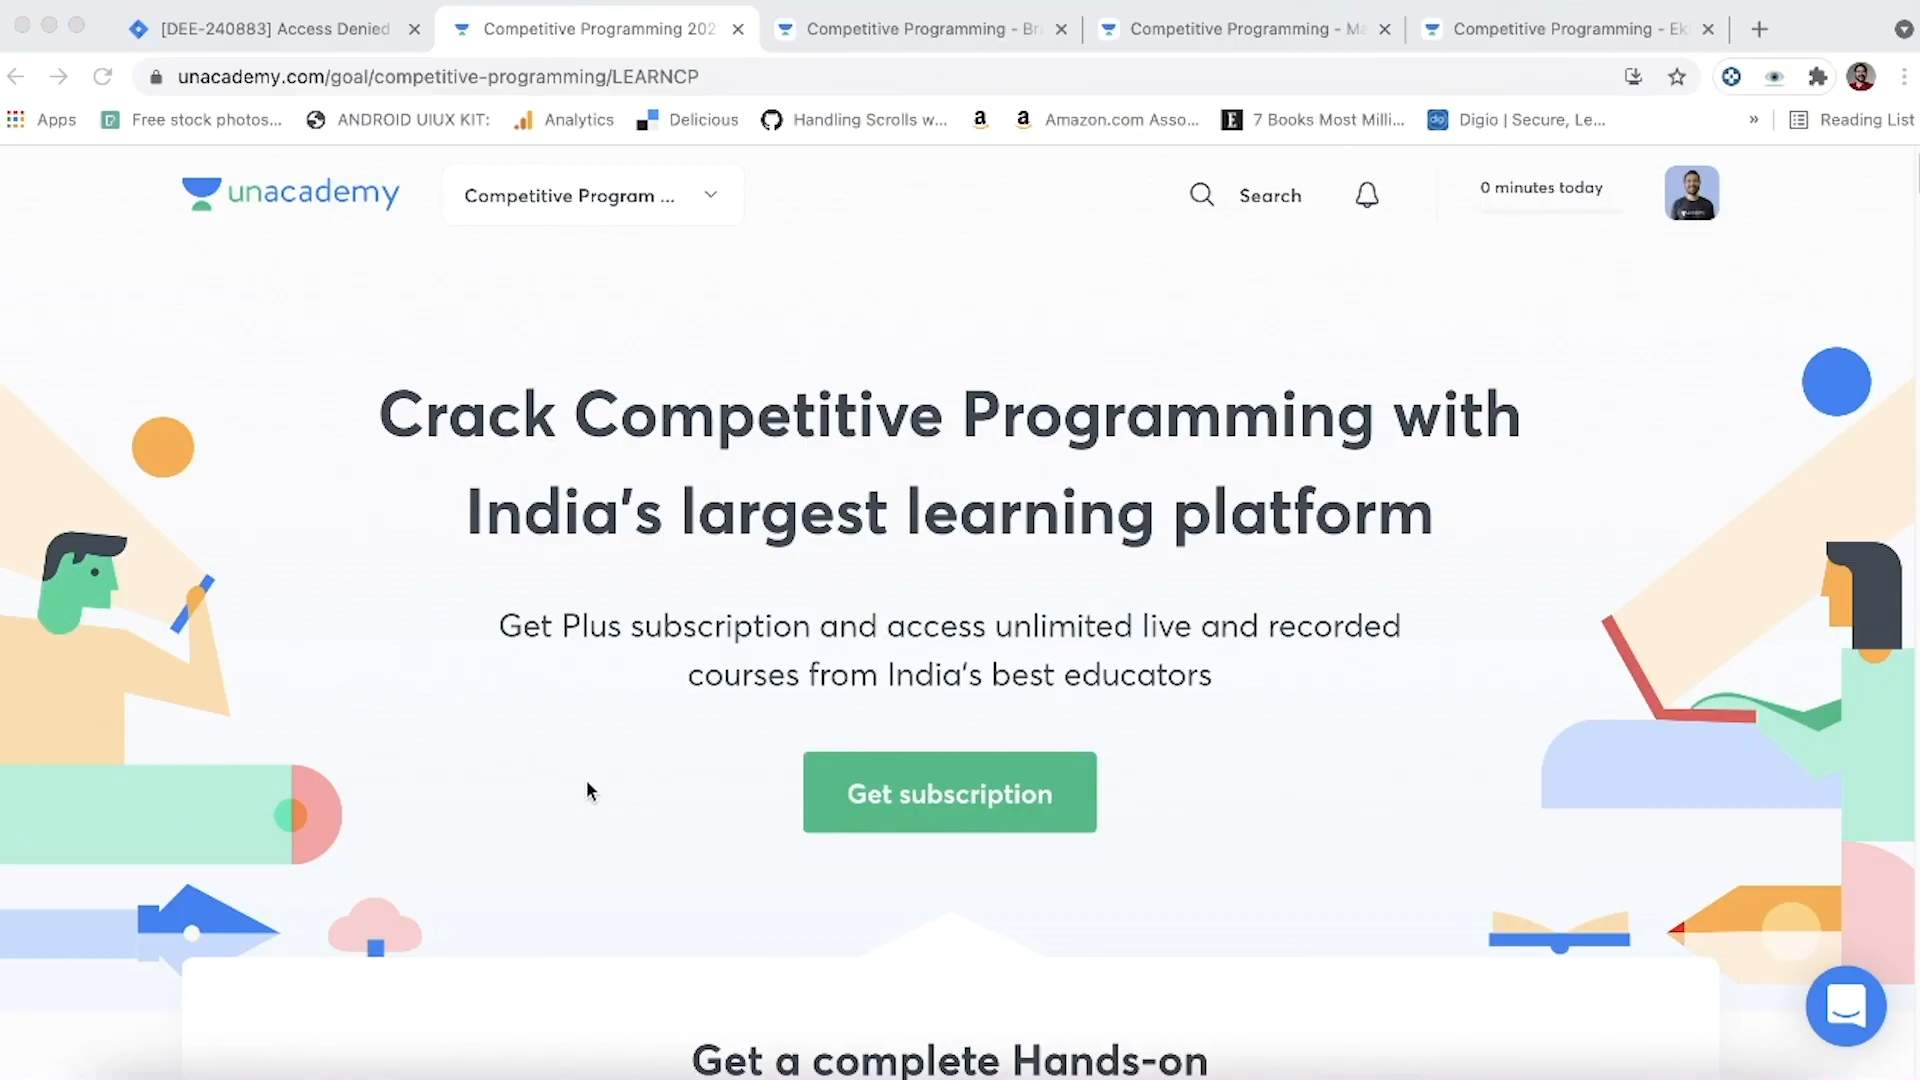 [DEE-240883] Access Denied
Competitive Programming 202
Competitive Programming - Br
Competitive Programming - Ma
Competitive Programming - Ek
unacademy.com/goal/competitive-programming/LEARNCP
Apps
Free stock photos...
ANDROID UIUX KIT:
Analytics
Delicious
Handling Scrolls w...
Amazon.com Asso...
7 Books Most Milli...
Digio | Secure, Le...
»
Reading List
unacademy
Competitive Program ...
Search
0 minutes today
Crack Competitive Programming with
India's largest learning platform
Get Plus subscription and access unlimited live and recorded
courses from India's best educators
Get subscription
Get a complete Hands-on